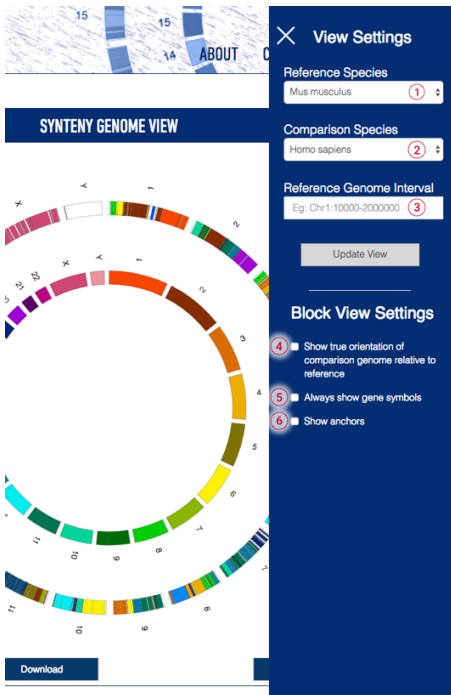 15
15
14
ABOUT
C
View Settings
Reference Species
Mus musculus
1
Comparison Species
Homo sapiens
2
Reference Genome Interval
Eg: Chr1:10000-2000000
3
Update View
Block View Settings
4
Show true orientation of
comparison genome relative to
reference
5
Always show gene symbols
6
Show anchors
SYNTENY GENOME VIEW
X
Y
1
2
20
21
22
X
Y
1
2
3
4
5
6
7
8
9
10
11
7
8
9
10
11
Download